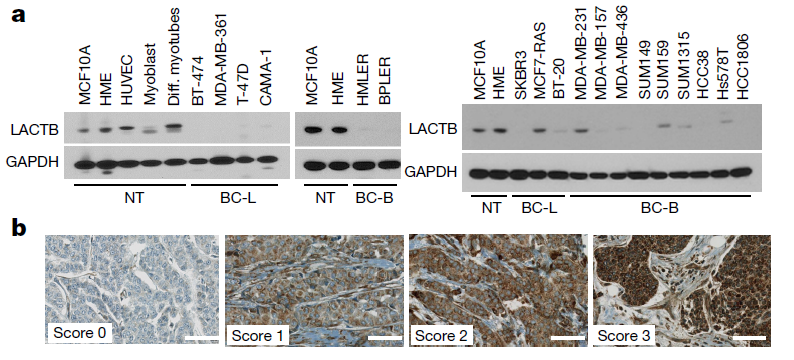 a
MCF10A
HME
HUVEC
Myoblast
Diff. myotubes
BT-474
MDA-MB-361
T-47D
CAMA-1
MCF10A
HME
HMLER
BPLER
MCF10A
HME
SKBR3
MCF7-RAS
BT-20
MDA-MB-231
MDA-MB-157
MDA-MB-436
SUM149
SUM159
SUM1315
HCC38
Hs578T
HCC1806
LACTB
GAPDH
NT BC-L
NT BC-B
LACTB
GAPDH
NT BC-L BC-B
b
Score 0
Score 1
Score 2
Score 3